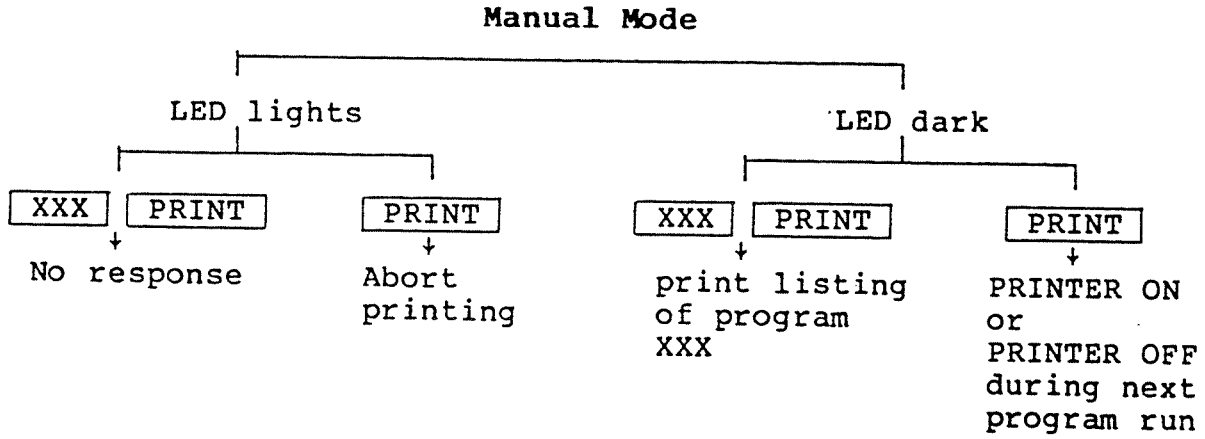 Manual Mode
LED lights
LED dark
XXX PRINT
No response
PRINT
Abort
printing
XXX PRINT
print listing
of program
XXX
PRINT
PRINTER ON
or
PRINTER OFF
during next
program run